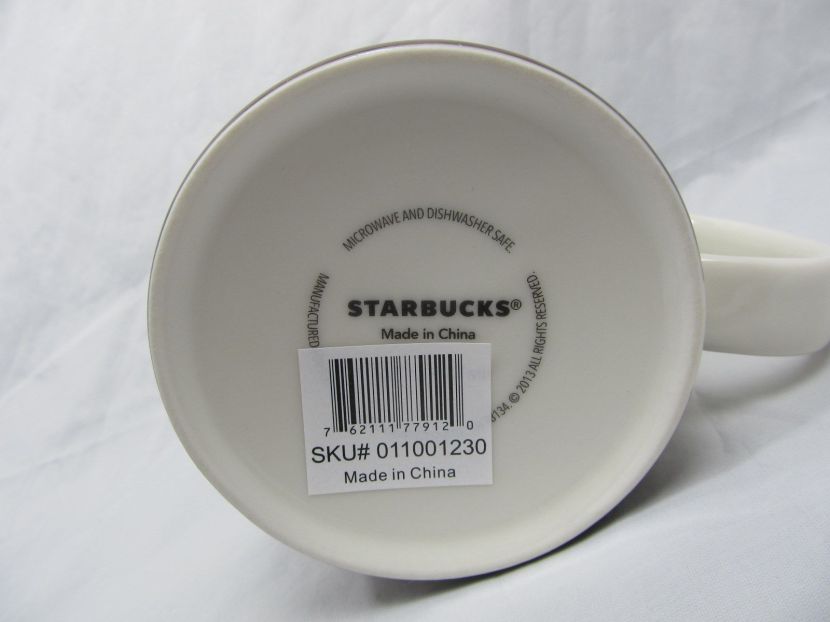 MICROWAVE AND DISHWASHER SAFE.
MANUFACTURED
STARBUCKS®
Made in China
8134. © 2013 ALL RIGHTS RESERVED.
7 62111 77912 0
SKU# 011001230
Made in China